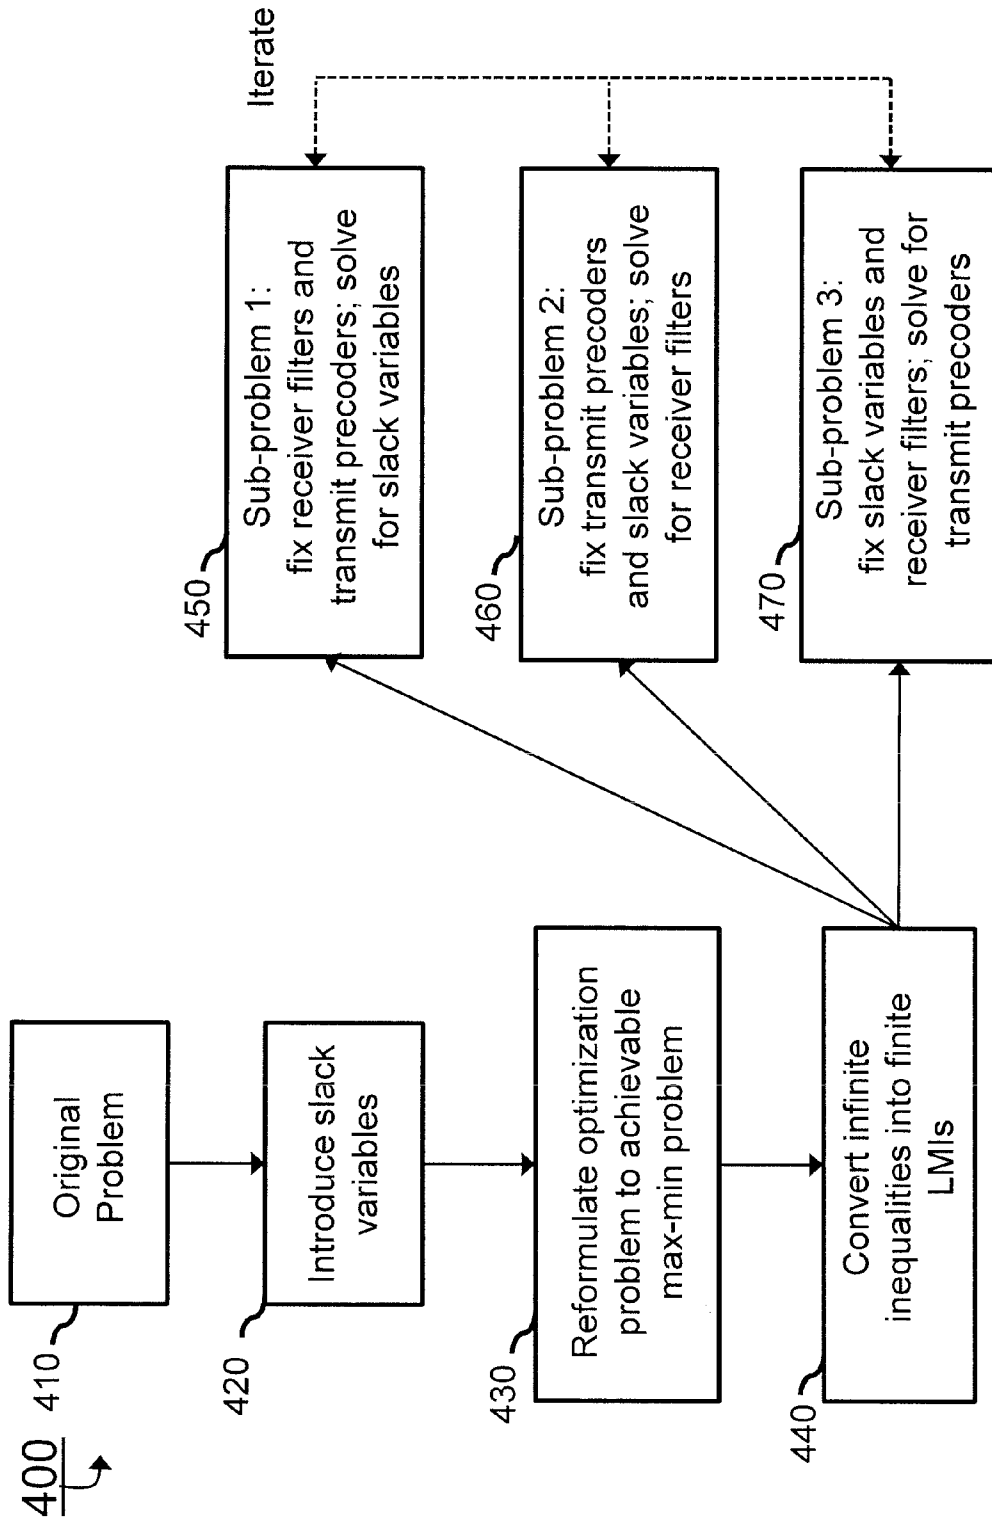 400
410
Original
Problem
420
Introduce slack
variables
430
Reformulate optimization
problem to achievable
max-min problem
440
Convert infinite
inequalities into finite
LMIs
450
Sub-problem 1:
fix receiver filters and
transmit precoders; solve
for slack variables
460
Sub-problem 2:
fix transmit precoders
and slack variables; solve
for receiver filters
470
Sub-problem 3:
fix slack variables and
receiver filters; solve for
transmit precoders
Iterate